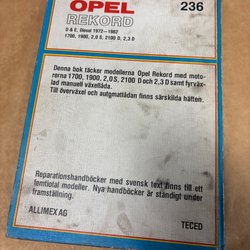 OPEL
REKORD
236
D & E, Diesel 1972—1982
1700, 1900, 2,0 S, 2100 D, 2,3 D
Denna bok täcker modellerna Opel Rekord med moto-
rerna 1700, 1900, 2,0 S, 2100 D och 2,3 D samt fyrväx-
lad manuell växellåda.
Till överväxel och autgmatlådan finns särskilda häften.
Reparationshandböcker med svensk text finns till ett
femtiotal modeller. Nya handböcker är ständigt under
framställning.
ALLIMEX AG
TECED